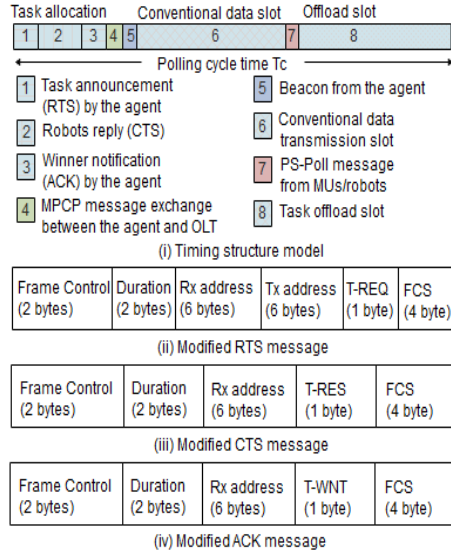 Task allocation Conventional data slot Offload slot
1 2 3 4 5 6 7 8
Polling cycle time Tc
1 Task announcement
(RTS) by the agent
2 Robots reply (CTS)
3 Winner notification
(ACK) by the agent
4 MPCP message exchange
between the agent and OLT
5 Beacon from the agent
6 Conventional data
transmission slot
7 PS-Poll message
from MUs/robots
8 Task offload slot
(i) Timing structure model
Frame Control Duration Rx address Tx address T-REQ FCS
(2 bytes) (2 bytes) (6 bytes) (6 bytes) (1 byte) (4 byte)
(ii) Modified RTS message
Frame Control Duration Rx address T-RES FCS
(2 bytes) (2 bytes) (6 bytes) (1 byte) (4 byte)
(iii) Modified CTS message
Frame Control Duration Rx address T-WNT FCS
(2 bytes) (2 bytes) (6 bytes) (1 byte) (4 byte)
(iv) Modified ACK message